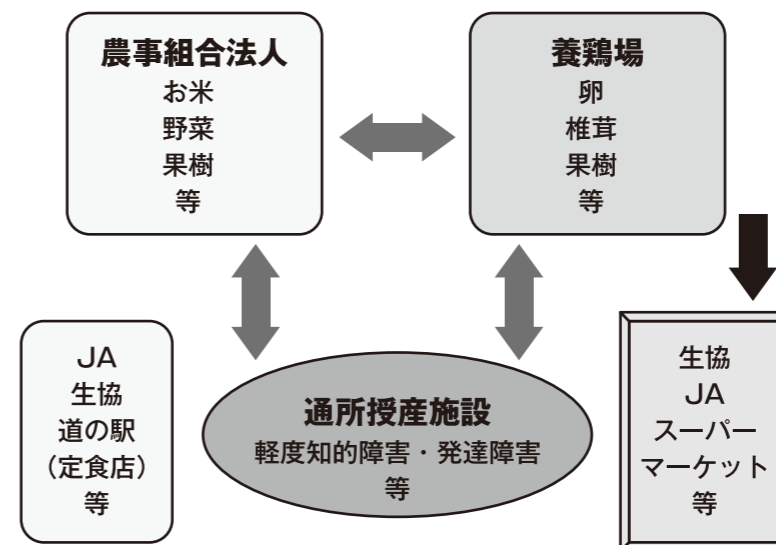 農事組合法人
お米
野菜
果樹
等
養鶏場
卵
椎茸
果樹
等
JA
生協
道の駅
（定食店）
等
通所授産施設
軽度知的障害・発達障害
等
生協
JA
スーパー
マーケット
等